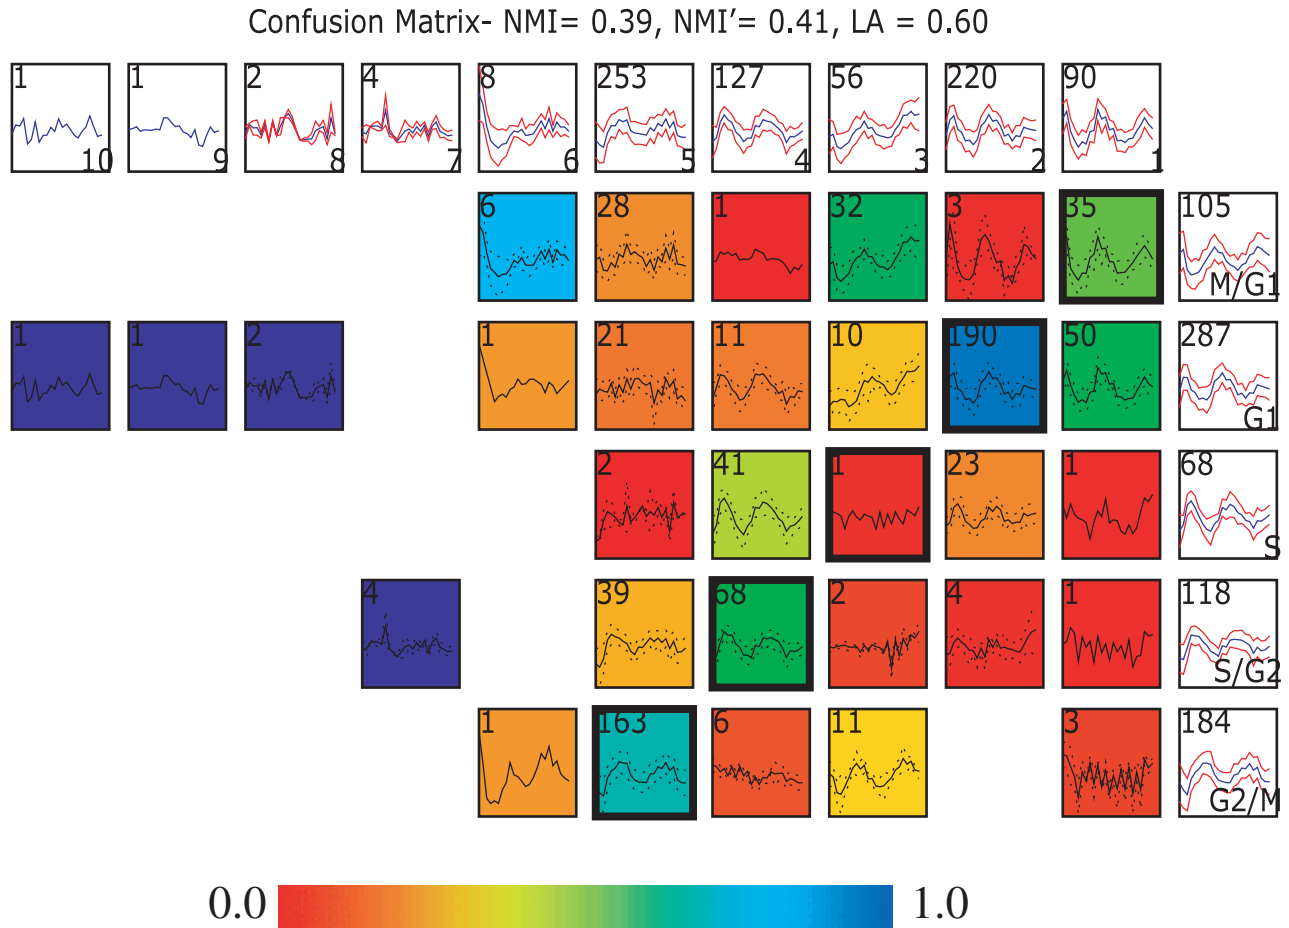 Confusion Matrix- NMI= 0.39, NMI'= 0.41, LA = 0.60
1 1 2 4 8 253 127 56 220 90
10 9 8 7 6 5 4 3 2 1
6 28 1 32 3 35 105
M/G1
1 1 2 1 21 11 10 190 50 287
G1
2 41 1 23 1 68
S
4 39 68 2 4 1 118
S/G2
1 163 6 11 3 184
G2/M
0.0 1.0